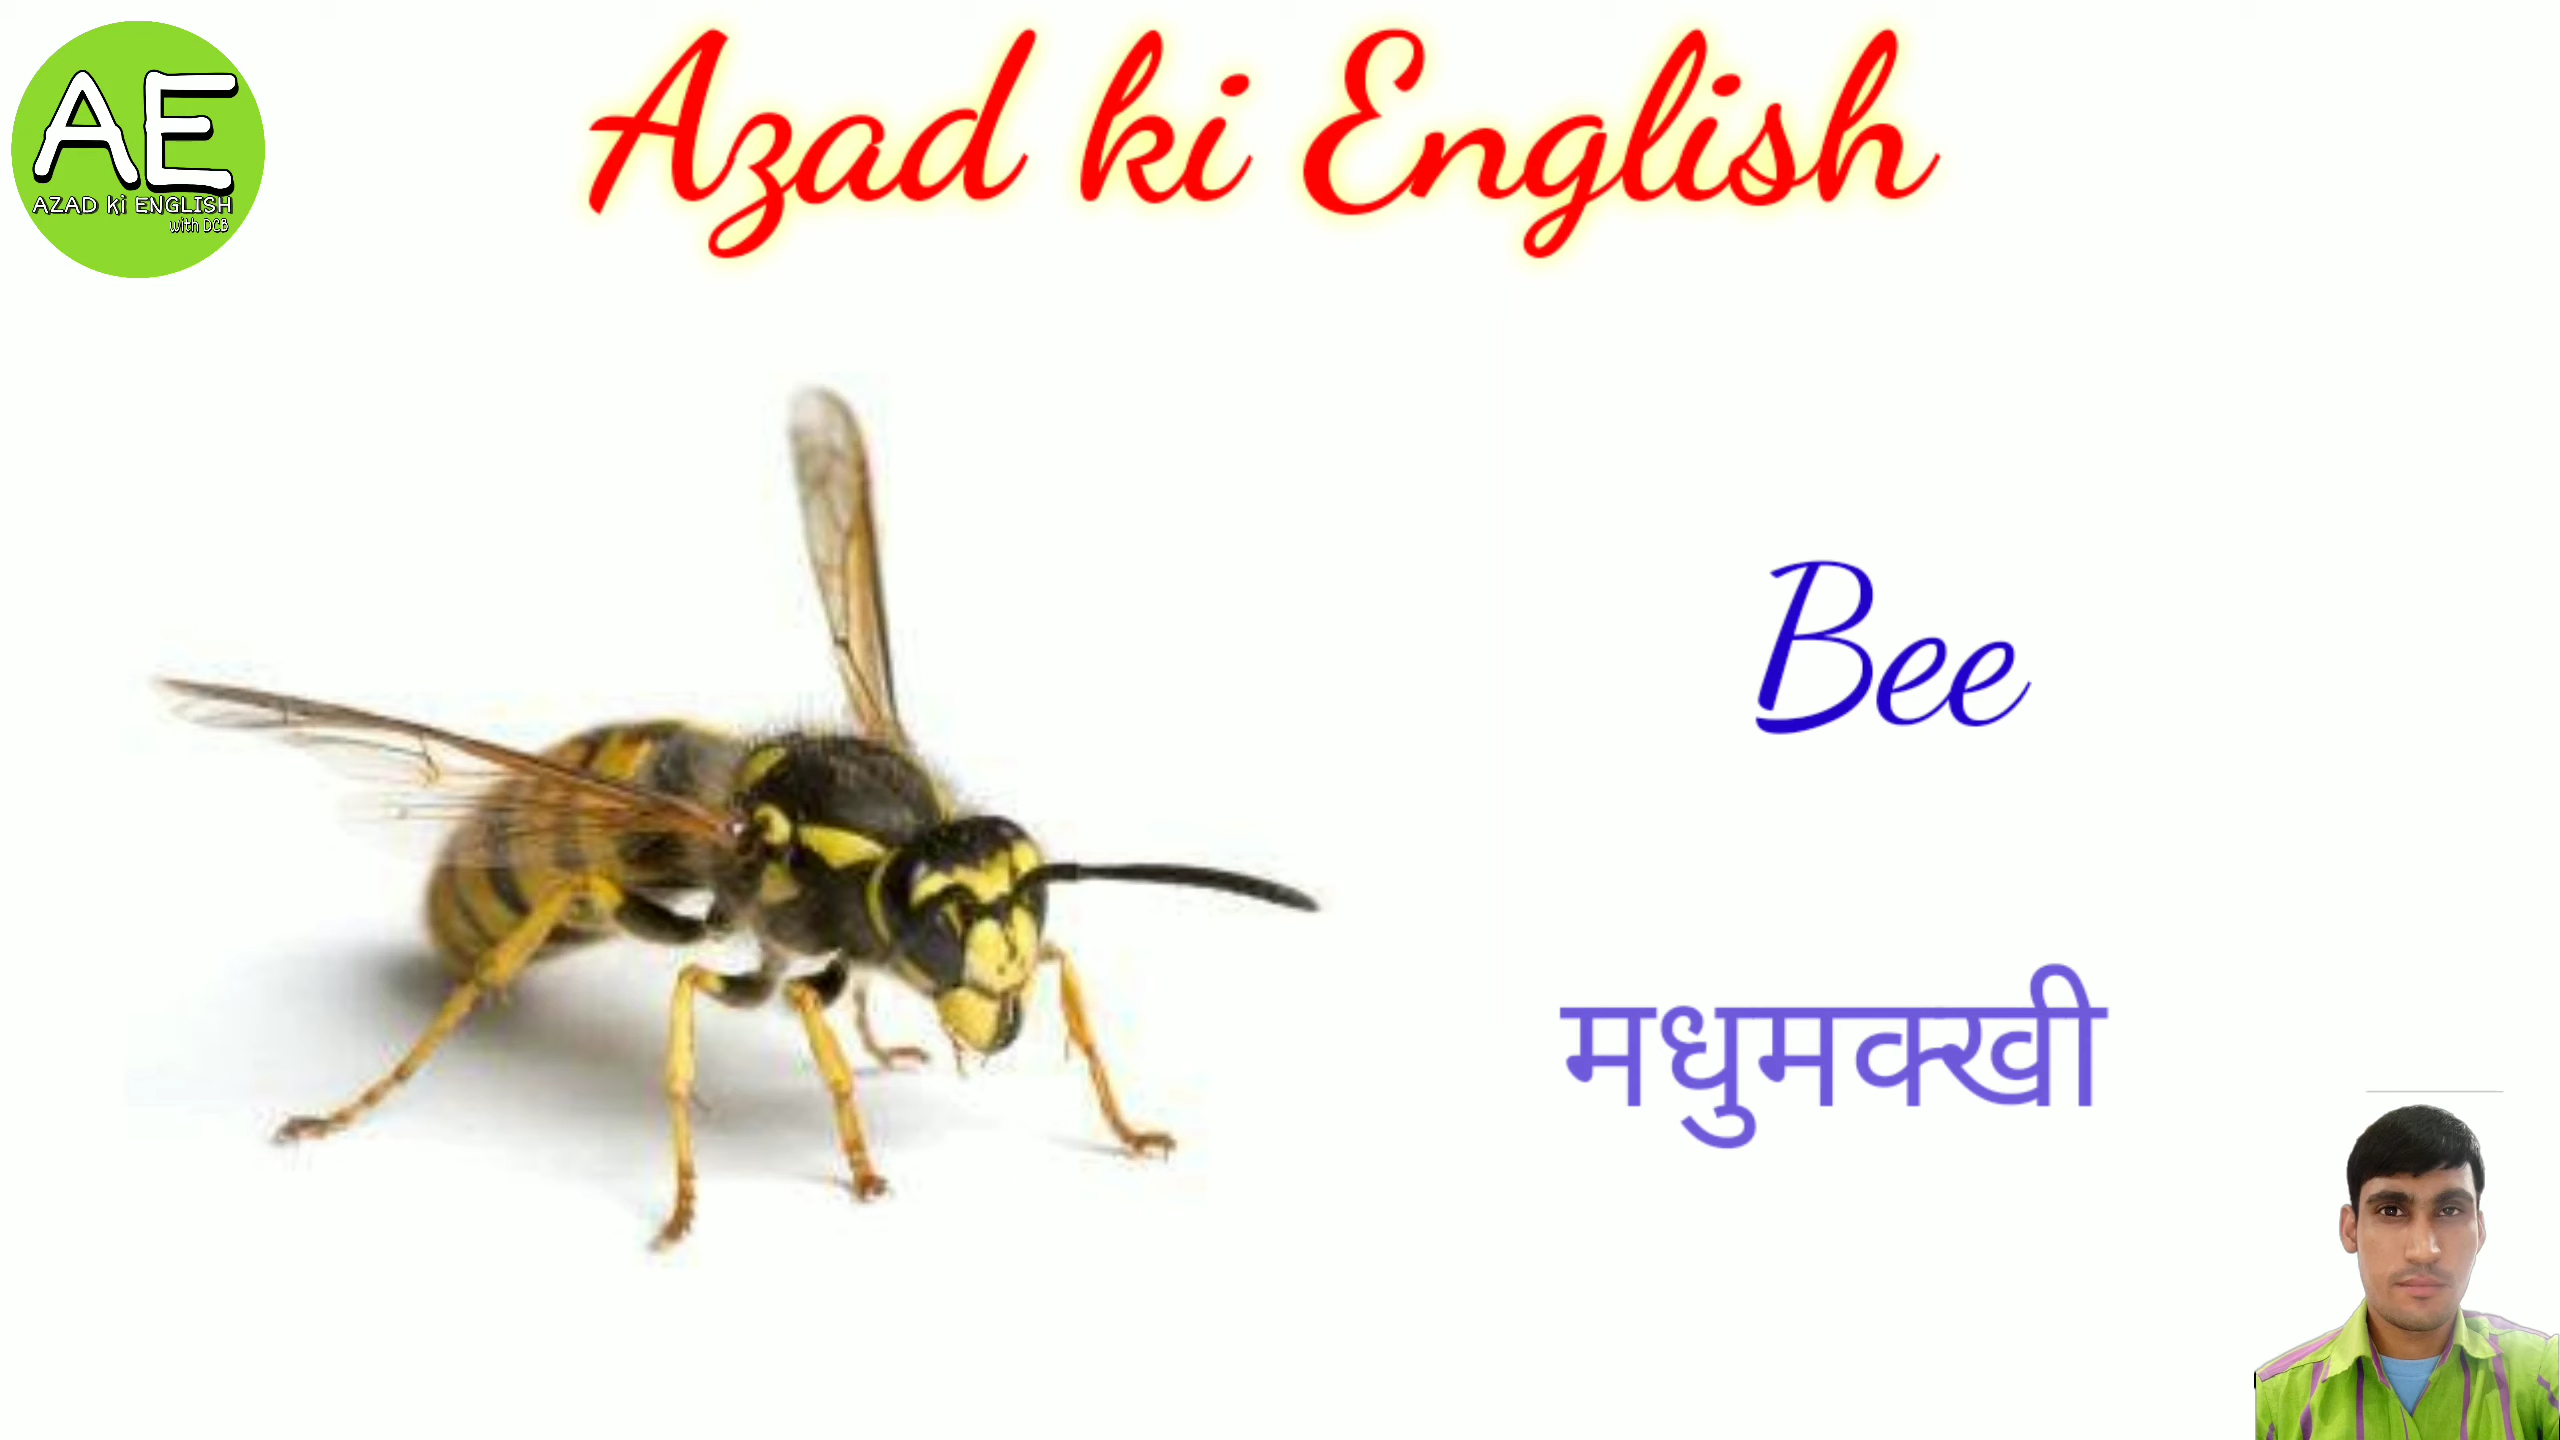 AE
AZAD ki ENGLISH
with DCB
Azad ki English
Bee
मधुमक्खी